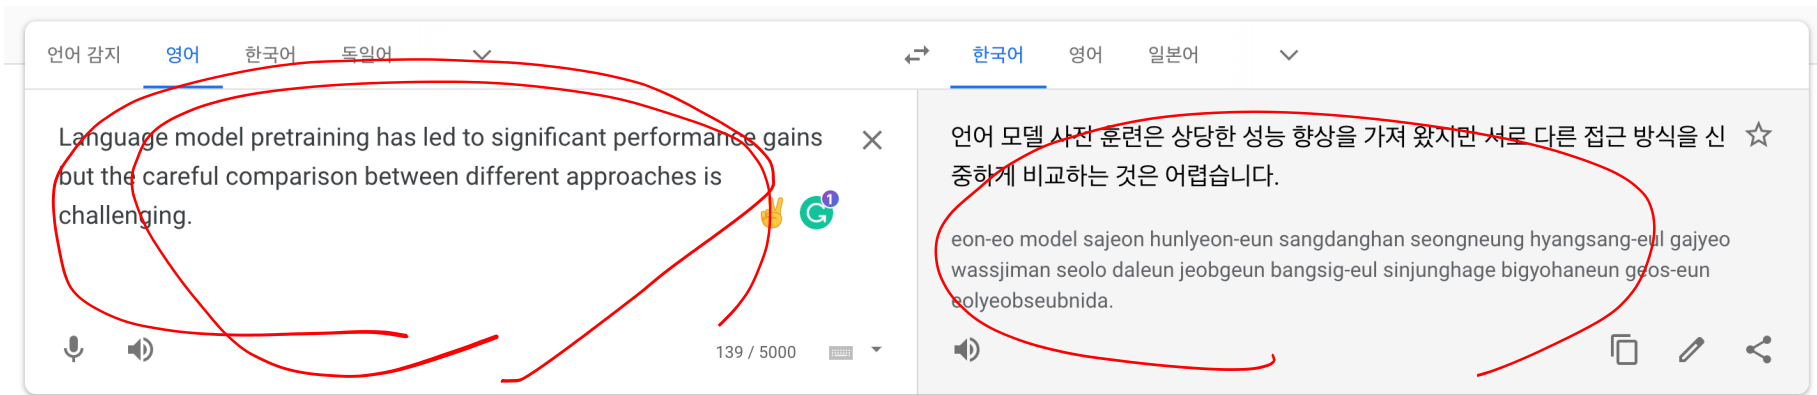 언어 감지 영어 한국어 독일어
한국어 영어 일본어
Language model pretraining has led to significant performance gains
but the careful comparison between different approaches is
challenging.
1
139 / 5000
언어 모델 사전 훈련은 상당한 성능 향상을 가져 왔지만 서로 다른 접근 방식을 신
중하게 비교하는 것은 어렵습니다.
eon-eo model sajeon hunlyeon-eun sangdanghan seongneung hyangsang-eul gajyeo
wassjiman seolo daleun jeobgeun bangsig-eul sinjunghage bigyohaneun geos-eun
eolyeobseubnida.